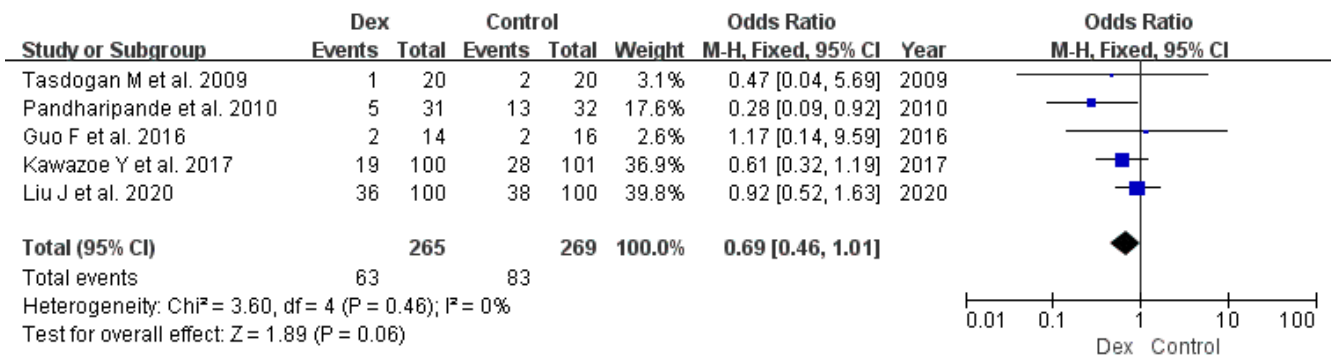 Dex Control Odds Ratio Odds Ratio
Study or Subgroup Events Total Events Total Weight M-H, Fixed, 95% CI Year M-H, Fixed, 95% CI
Tasdogan M et al. 2009 1 20 2 20 3.1% 0.47 [0.04, 5.69] 2009
Pandharipande et al. 2010 5 31 13 32 17.6% 0.28 [0.09, 0.92] 2010
Guo F et al. 2016 2 14 2 16 2.6% 1.17 [0.14, 9.59] 2016
Kawazoe Y et al. 2017 19 100 28 101 36.9% 0.61 [0.32, 1.19] 2017
Liu J et al. 2020 36 100 38 100 39.8% 0.92 [0.52, 1.63] 2020
Total (95% CI) 265 269 100.0% 0.69 [0.46, 1.01]
Total events 63 83
Heterogeneity: Chi² = 3.60, df = 4 (P = 0.46); I² = 0%
Test for overall effect: Z = 1.89 (P = 0.06)
0.01 0.1 1 10 100
Dex Control